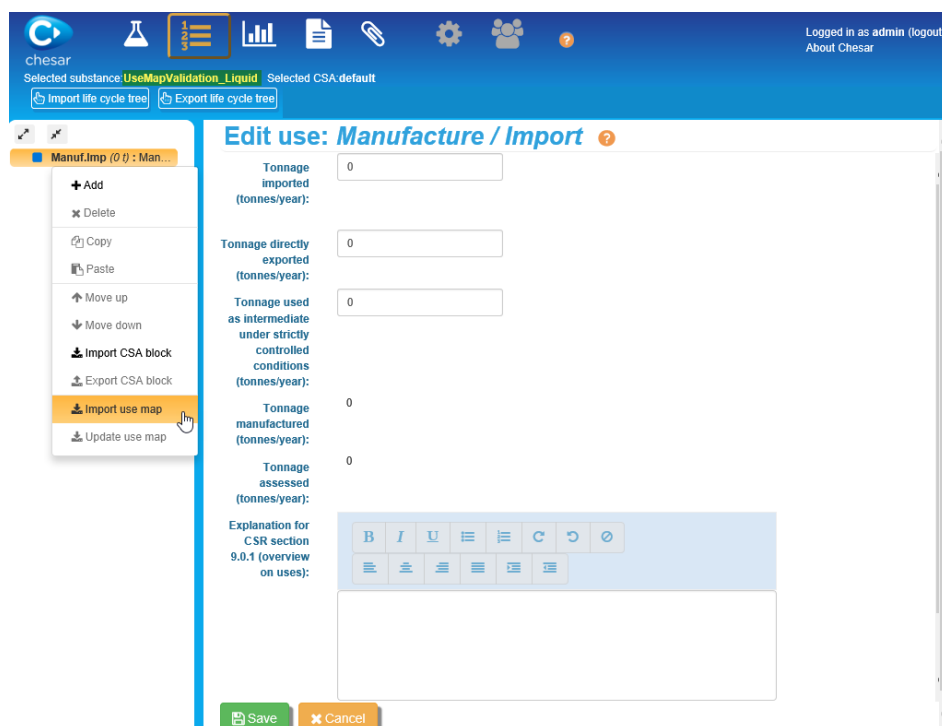 chesar
Logged in as admin (logout
About Chesar
Selected substance:UseMapValidation_Liquid Selected CSA:default
Import life cycle tree Export life cycle tree
Manuf.Imp (0 t) : Man...
Add
Delete
Copy
Paste
Move up
Move down
Import CSA block
Export CSA block
Import use map
Update use map
Edit use: Manufacture / Import ?
Tonnage
imported
(tonnes/year):
0
Tonnage directly
exported
(tonnes/year):
0
Tonnage used
as intermediate
under strictly
controlled
conditions
(tonnes/year):
0
Tonnage
manufactured
(tonnes/year):
0
Tonnage
assessed
(tonnes/year):
0
Explanation for
CSR section
9.0.1 (overview
on uses):
B I U
Save Cancel